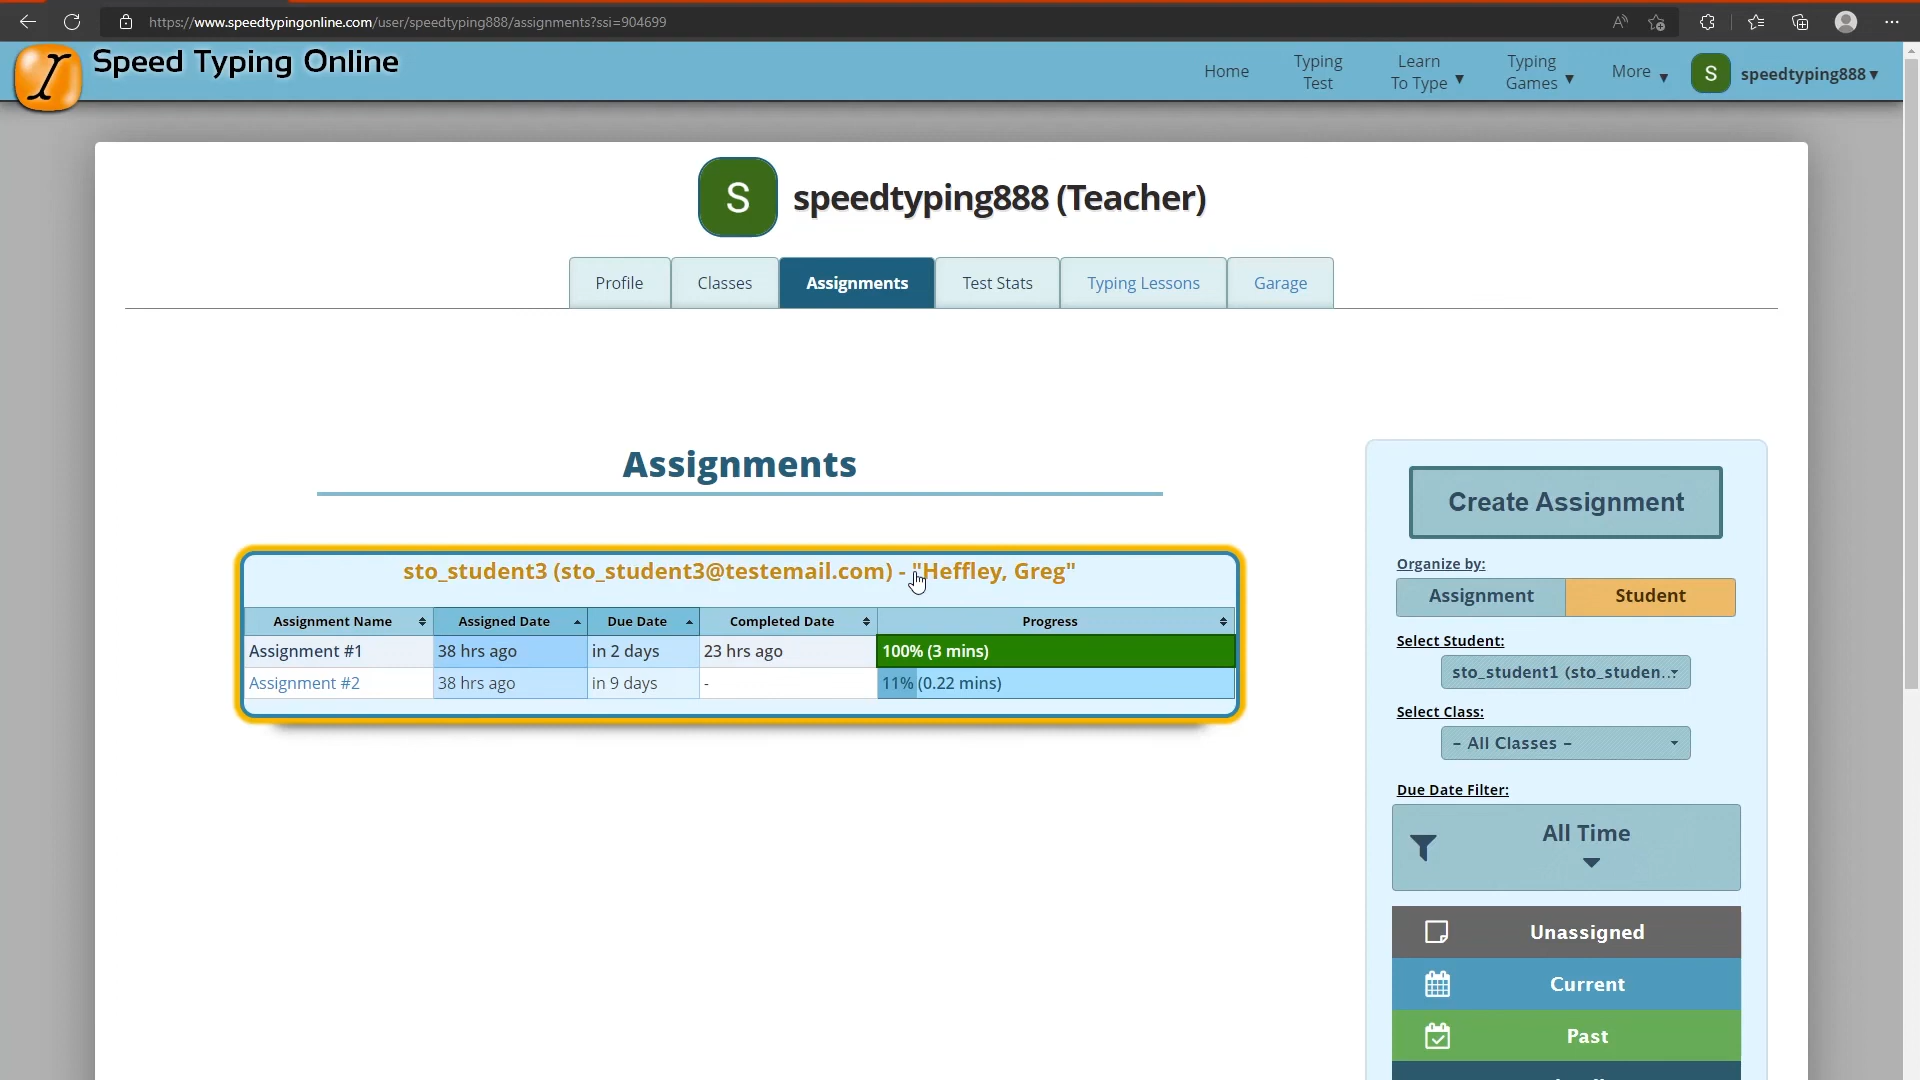 https://www.speedtypingonline.com/user/speedtyping888/assignments?ssi=904699
Speed Typing Online
Home
Typing
Test
Learn
To Type
Typing
Games
More
S
speedtyping888
S
speedtyping888 (Teacher)
Profile
Classes
Assignments
Test Stats
Typing Lessons
Garage
Assignments
sto_student3 (sto_student3@testemail.com) - "Heffley, Greg"
Assignment Name Assigned Date Due Date Completed Date Progress
Assignment #1 38 hrs ago in 2 days 23 hrs ago 100% (3 mins)
Assignment #2 38 hrs ago in 9 days - 11% (0.22 mins)
Create Assignment
Organize by:
Assignment Student
Select Student:
sto_student1 (sto_studen...
Select Class:
- All Classes -
Due Date Filter:
All Time
Unassigned
Current
Past